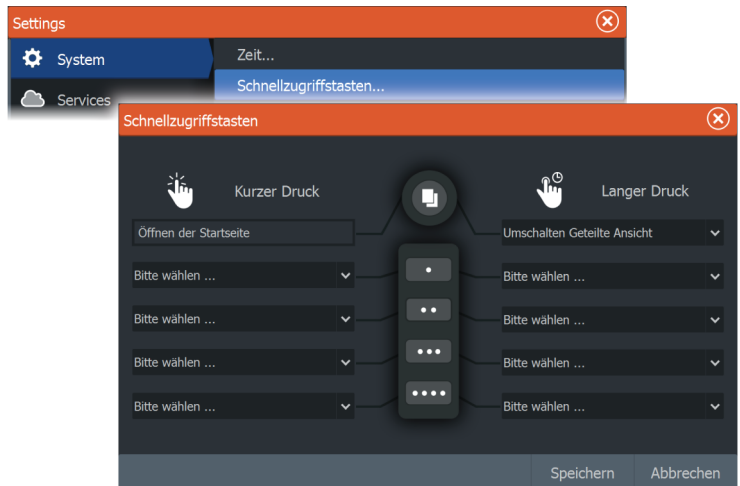 Settings
System
Zeit...
Schnellzugriffstasten...
Services
Schnellzugriffstasten
Kurzer Druck
Langer Druck
Öffnen der Startseite
Umschalten Geteilte Ansicht
Bitte wählen ...
Bitte wählen ...
Bitte wählen ...
Bitte wählen ...
Bitte wählen ...
Bitte wählen ...
Bitte wählen ...
Bitte wählen ...
Speichern
Abbrechen